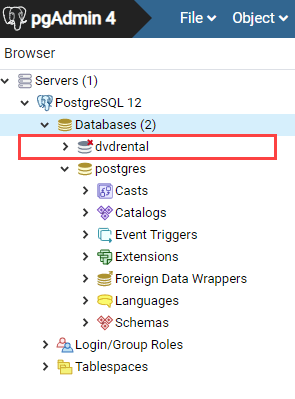 pgAdmin 4
File
Object
Browser
Servers (1)
PostgreSQL 12
Databases (2)
dvdrental
postgres
Casts
Catalogs
Event Triggers
Extensions
Foreign Data Wrappers
Languages
Schemas
Login/Group Roles
Tablespaces